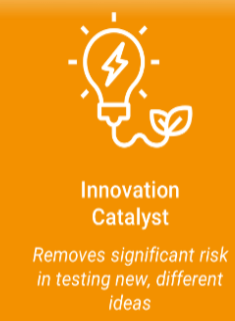 Innovation
Catalyst
Removes significant risk
in testing new, different
ideas